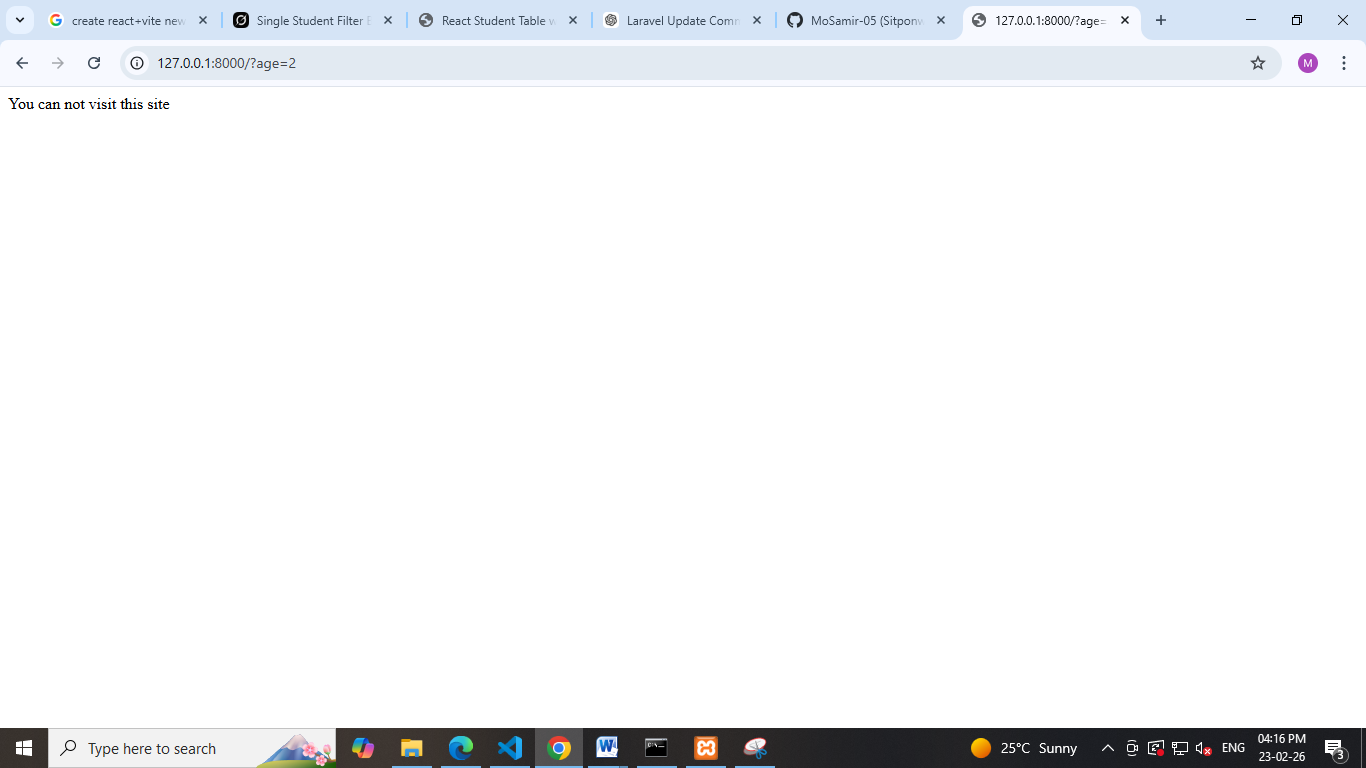 create react+vite new
Single Student Filter E
React Student Table w
Laravel Update Comm
MoSamir-05 (Sitponw
127.0.0.1:8000/?age=
127.0.0.1:8000/?age=2
M
You can not visit this site
Type here to search
25°C Sunny
ENG
04:16 PM
23-02-26
3